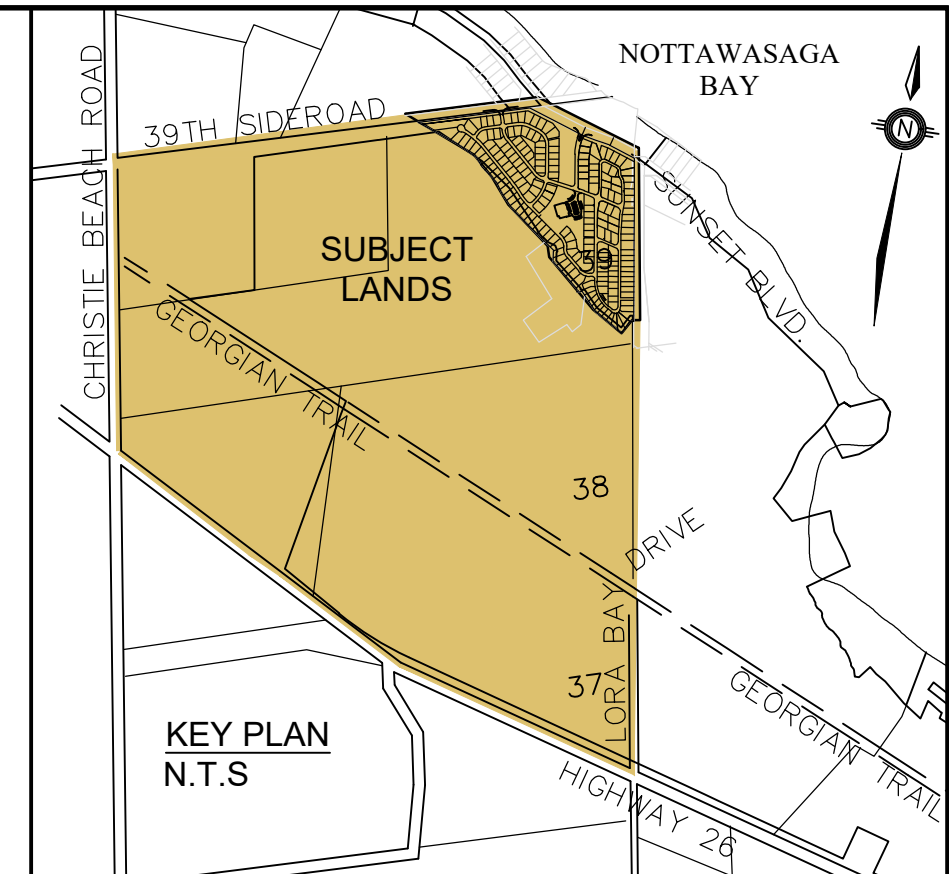 NOTTAWASAGA
BAY
N
39TH SIDEROAD
CHRISTIE BEACH ROAD
SUNSET BLVD.
SUBJECT
LANDS
39
GEORGIAN TRAIL
38
LORA BAY DRIVE
37
GEORGIAN TRAIL
KEY PLAN
N.T.S
HIGHWAY 26